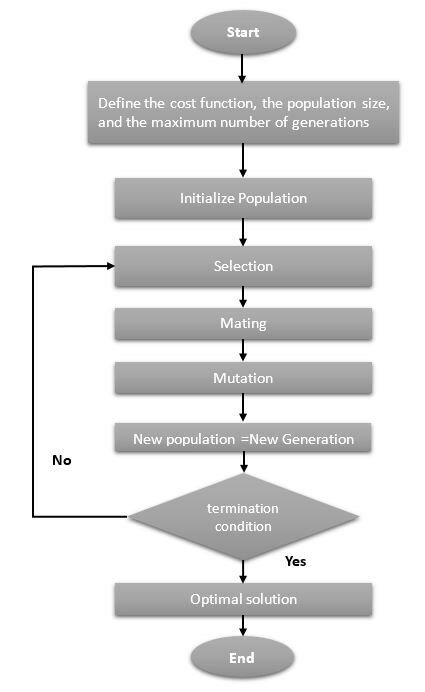 Start
Define the cost function, the population size,
and the maximum number of generations
Initialize Population
Selection
Mating
Mutation
New population =New Generation
No
termination
condition
Yes
Optimal solution
End